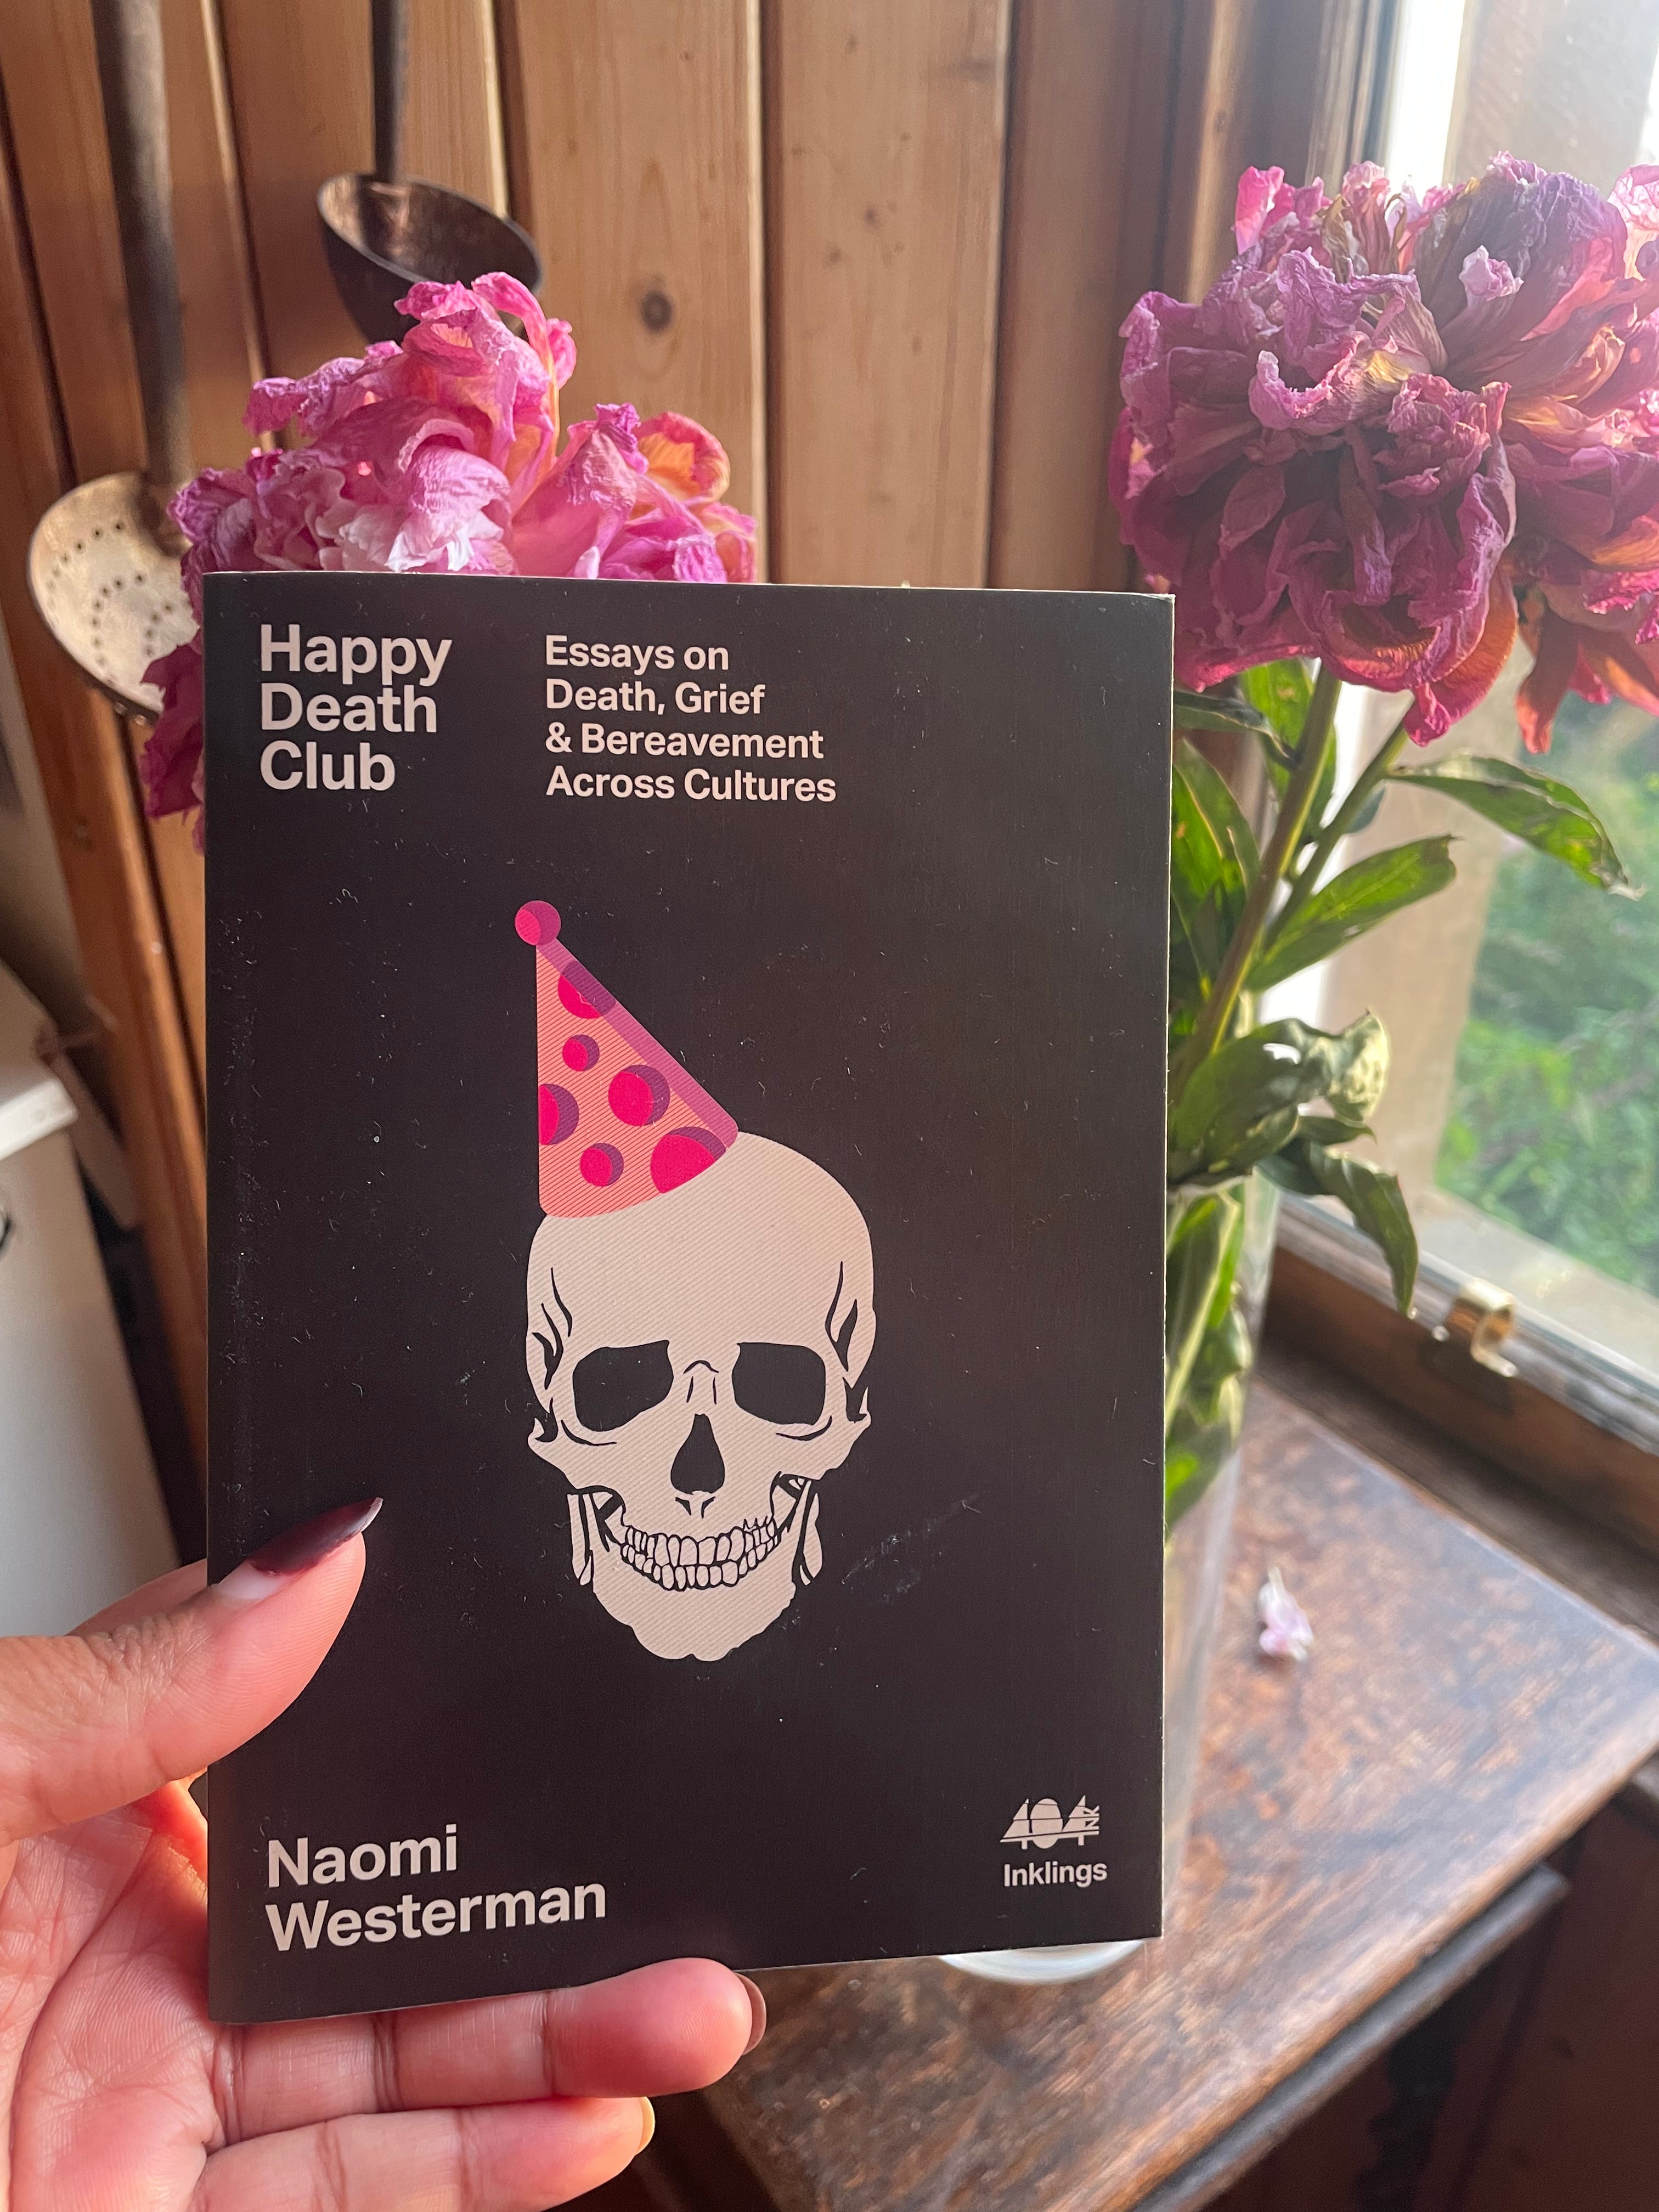 Happy
Death
Club
Essays on
Death, Grief
& Bereavement
Across Cultures
Naomi
Westerman
404
Inklings